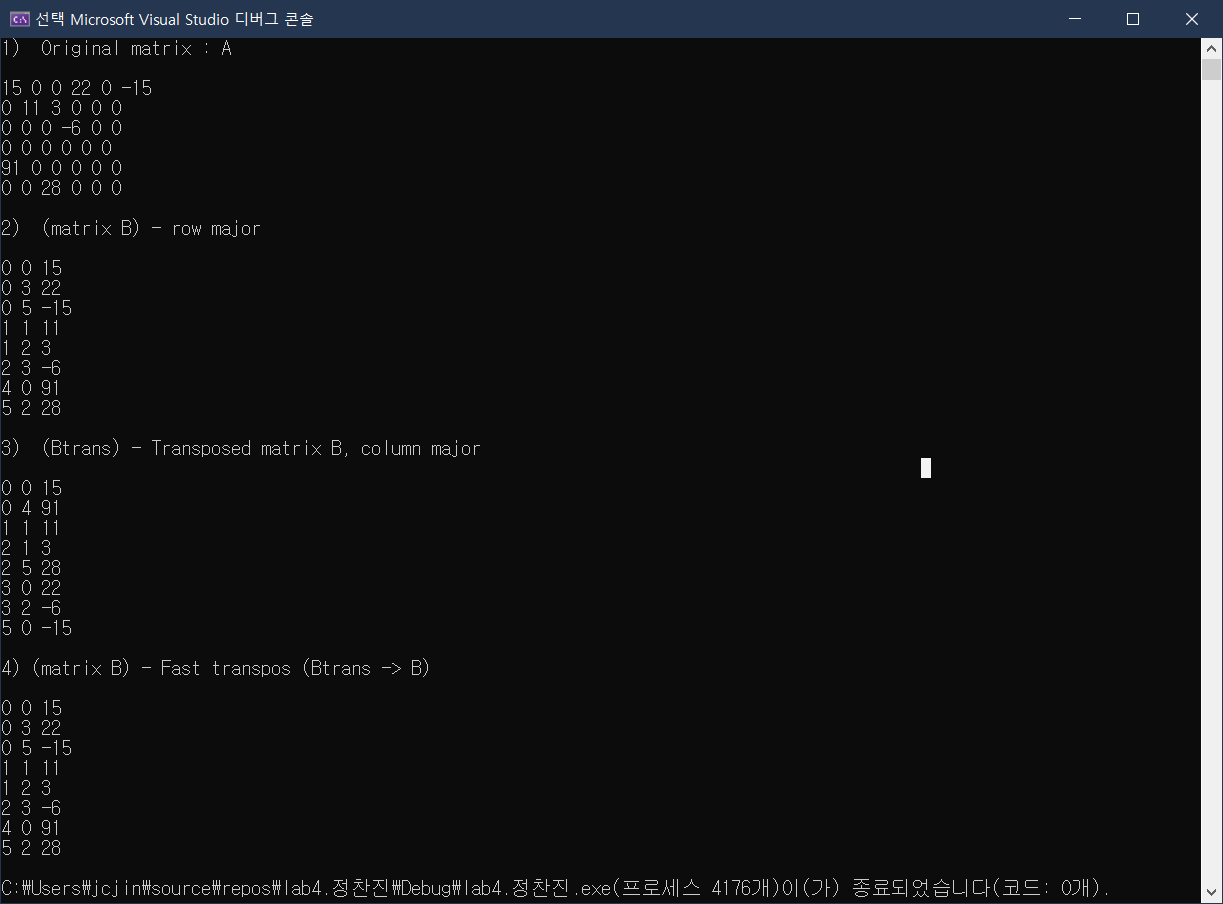 선택 Microsoft Visual Studio 디버그 콘솔
1)  Original matrix : A
15 0 0 22 0 -15
0 11 3 0 0 0
0 0 0 -6 0 0
0 0 0 0 0 0
91 0 0 0 0 0
0 0 28 0 0 0
2)  (matrix B) - row major
0 0 15
0 3 22
0 5 -15
1 1 11
1 2 3
2 3 -6
4 0 91
5 2 28
3)  (Btrans) - Transposed matrix B, column major
0 0 15
0 4 91
1 1 11
2 1 3
2 5 28
3 0 22
3 2 -6
5 0 -15
4) (matrix B) - Fast transpos (Btrans -> B)
0 0 15
0 3 22
0 5 -15
1 1 11
1 2 3
2 3 -6
4 0 91
5 2 28
C:₩Users₩jcjin₩source₩repos₩lab4.정찬진₩Debug₩lab4.정찬진.exe(프로세스 4176개)이(가) 종료되었습니다(코드: 0개).